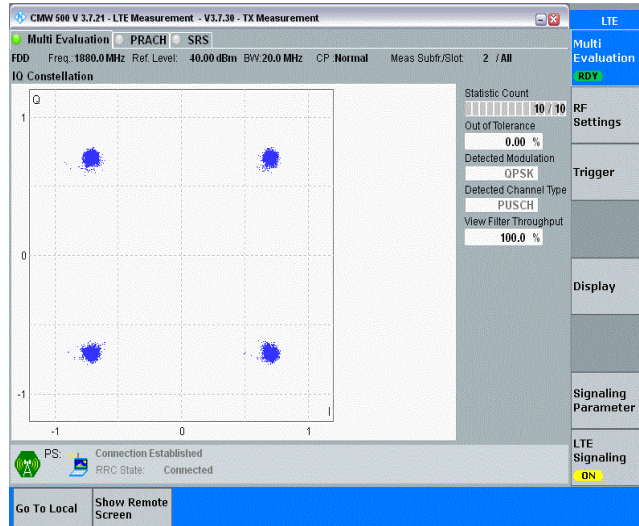 CMW 500 V 3.7.21 - LTE Measurement - V3.7.30 - TX Measurement
LTE
Multi Evaluation PRACH SRS
FDD Freq.:1880.0 MHz Ref. Level: 40.00 dBm BW:20.0 MHz CP :Normal Meas Subfr./Slot: 2 / All
IQ Constellation
Q
1
0
-1
-1 0 1
I
Statistic Count
10 / 10
Out of Tolerance
0.00 %
Detected Modulation
QPSK
Detected Channel Type
PUSCH
View Filter Throughput
100.0 %
Multi
Evaluation
RDY
RF
Settings
Trigger
Display
Signaling
Parameter
LTE
Signaling
ON
PS: Connection Established
RRC State: Connected
Go To Local
Show Remote
Screen